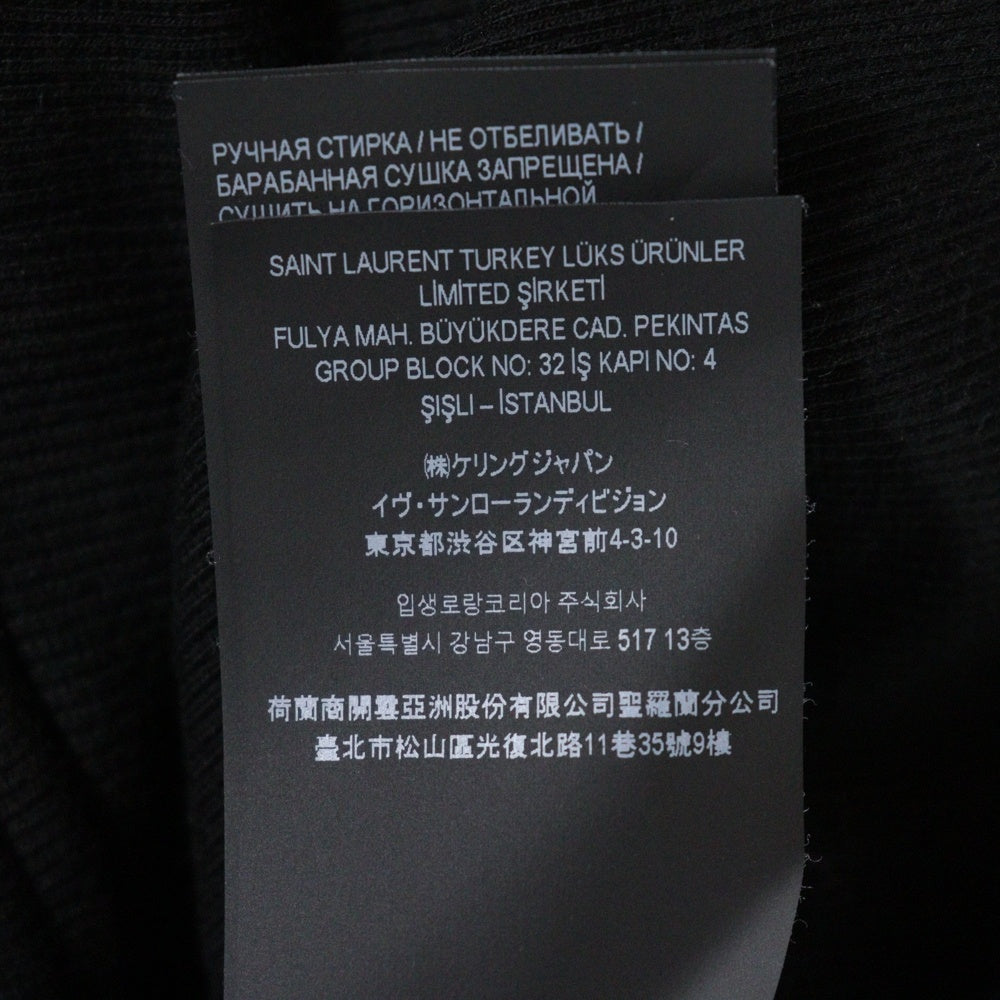 РУЧНАЯ СТИРКА / НЕ ОТБЕЛИВАТЬ /
БАРАБАННАЯ СУШКА ЗАПРЕЩЕНА /
СУШИТЬ НА ГОРИЗОНТАЛЬНОЙ
SAINT LAURENT TURKEY LÜKS ÜRÜNLER
LİMİTED ŞİRKETİ
FULYA MAH. BÜYÜKDERE CAD. PEKINTAS
GROUP BLOCK NO: 32 İŞ KAPI NO: 4
ŞIŞLI – İSTANBUL
㈱ケリングジャパン
イヴ・サンローランディビジョン
東京都渋谷区神宮前4-3-10
입생로랑코리아 주식회사
서울특별시 강남구 영동대로 517 13층
荷蘭商開雲亞洲股份有限公司聖羅蘭分公司
臺北市松山區光復北路11巷35號9樓